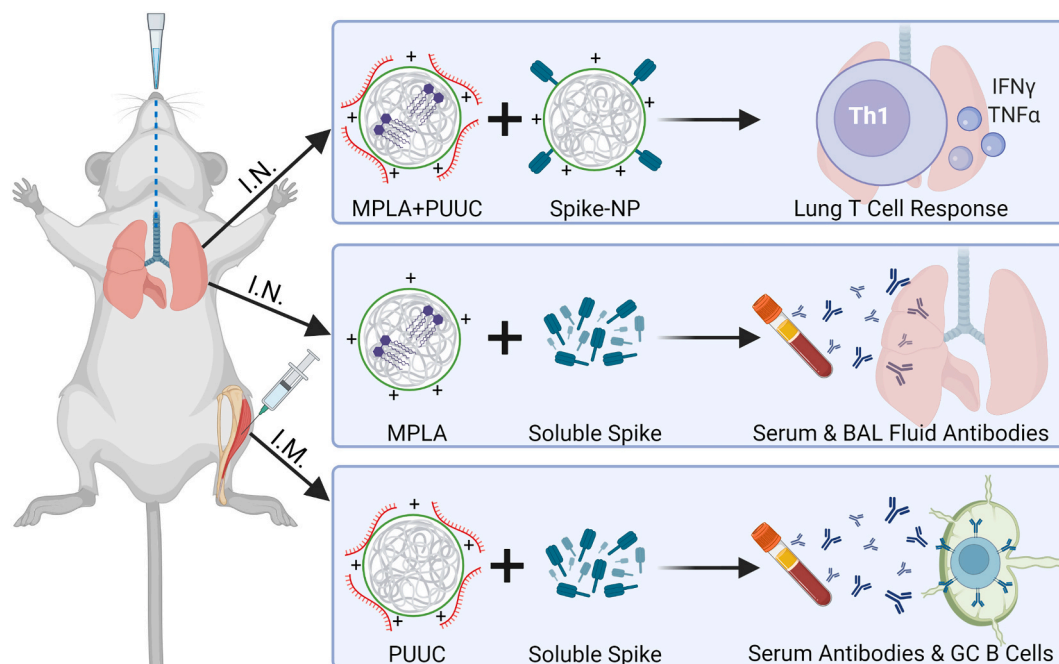 I.N.
MPLA+PUUC
+
Spike-NP
Th1
IFNγ
TNFα
Lung T Cell Response
I.N.
MPLA
+
Soluble Spike
Serum & BAL Fluid Antibodies
I.M.
PUUC
+
Soluble Spike
Serum Antibodies & GC B Cells